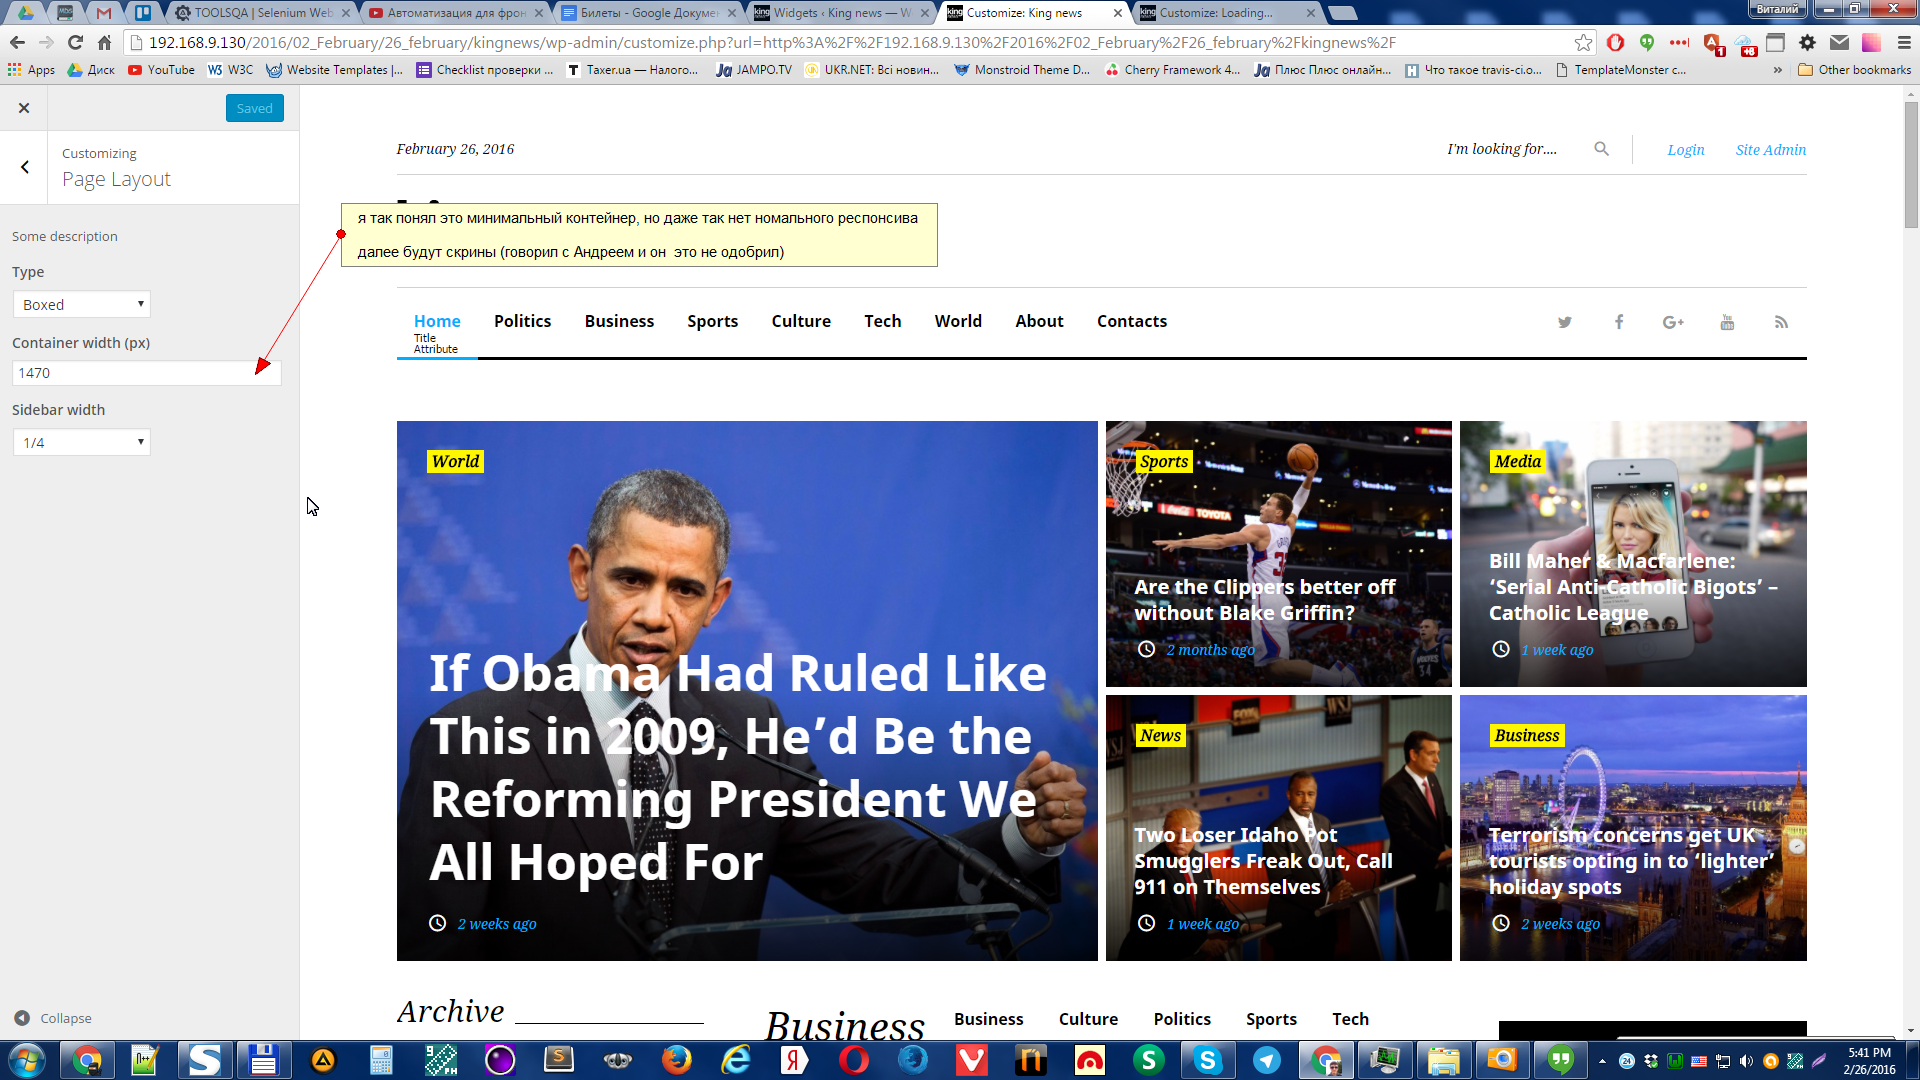 TOOLSQA | Selenium Web
Автоматизация для фрон
Билеты - Google Докумен
Widgets ‹ King news — W
Customize: King news
Customize: Loading...
Виталий
192.168.9.130/2016/02_February/26_february/kingnews/wp-admin/customize.php?url=http%3A%2F%2F192.168.9.130%2F2016%2F02_February%2F26_february%2Fkingnews%2F
Apps
Диск
YouTube
W3C
Website Templates |...
Checklist проверки ...
Taxer.ua — Налого...
JAMPO.TV
UKR.NET: Всі новин...
Monstroid Theme D...
Cherry Framework 4...
Плюс Плюс онлайн...
Что такое travis-ci.o...
TemplateMonster c...
Other bookmarks
Saved
Customizing
Page Layout
Some description
Type
Boxed
Container width (px)
1470
Sidebar width
1/4
Collapse
February 26, 2016
I'm looking for....
Login
Site Admin
я так понял это минимальный контейнер, но даже так нет номального респонсива
далее будут скрины (говорил с Андреем и он это не одобрил)
Home
Politics
Business
Sports
Culture
Tech
World
About
Contacts
Title
Attribute
World
If Obama Had Ruled Like
This in 2009, He’d Be the
Reforming President We
All Hoped For
2 weeks ago
Sports
Are the Clippers better off
without Blake Griffin?
2 months ago
Media
Bill Maher & Macfarlene:
‘Serial Anti-Catholic Bigots’ –
Catholic League
1 week ago
News
Two Loser Idaho Pot
Smugglers Freak Out, Call
911 on Themselves
1 week ago
Business
Terrorism concerns get UK
tourists opting in to ‘lighter’
holiday spots
2 weeks ago
Archive
Business
Business
Culture
Politics
Sports
Tech
5:41 PM
2/26/2016